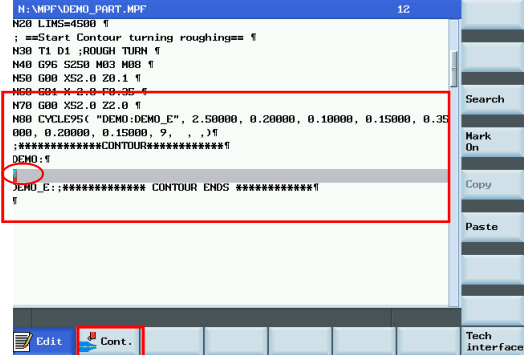 N:\MPF\DEMO_PART.MPF 12
N20 LIMS=4500 ¶
; ==Start Contour turning roughing== ¶
N30 T1 D1 ;ROUGH TURN ¶
N40 G96 S250 M03 M08 ¶
N50 G00 X52.0 Z0.1 ¶
N60 G01 X-2.0 F0.35 ¶
N70 G00 X52.0 Z2.0 ¶
N80 CYCLE95( "DEMO:DEMO_E", 2.50000, 0.20000, 0.10000, 0.15000, 0.35
000, 0.20000, 0.15000, 9, , ,)¶
;*************CONTOUR************¶
DEMO:¶
DEMO_E:;************* CONTOUR ENDS ************¶
¶
Search
Mark
On
Copy
Paste
Edit
Cont.
Tech
interface